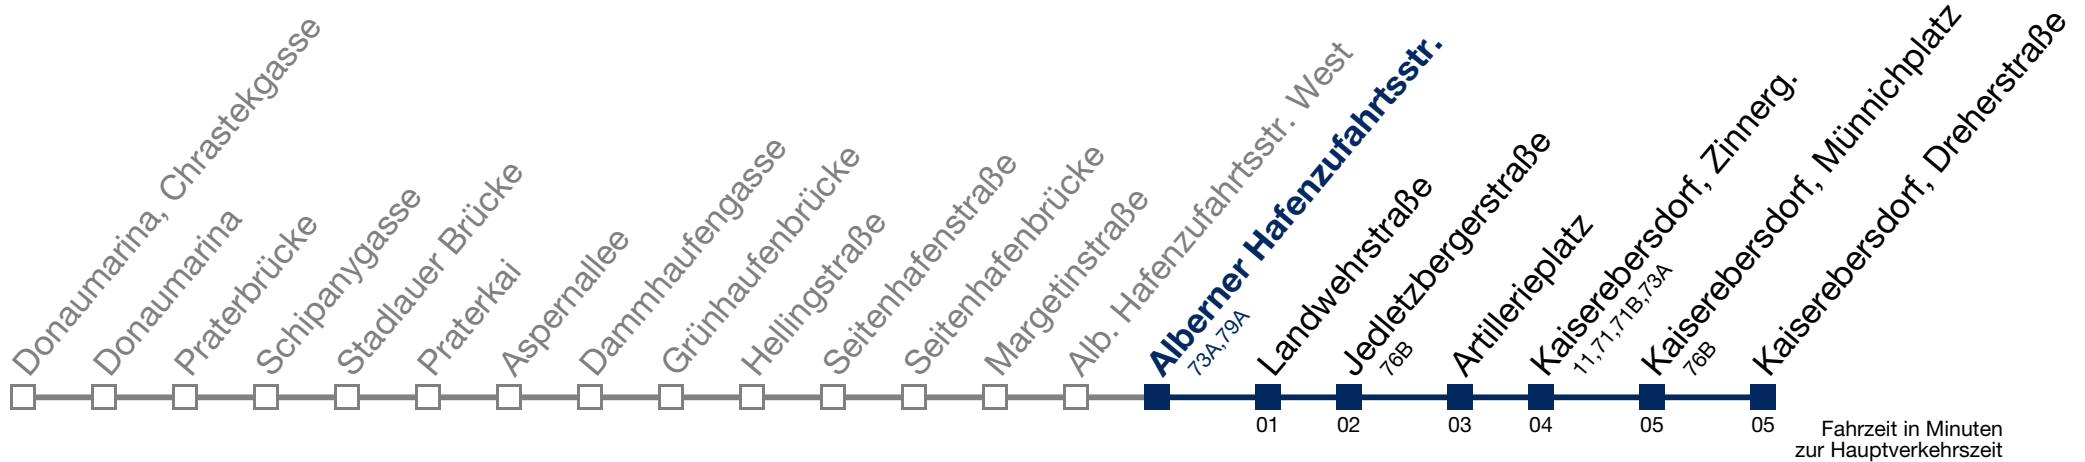 Donaumarina, Chrastekgasse
Donaumarina
Praterbrücke
Schipanygasse
Stadlauer Brücke
Praterkai
Aspernallee
Dammhaufengasse
Grünhaufenbrücke
Hellingstraße
Seitenhafenstraße
Seitenhafenbrücke
Margetinstraße
Alb. Hafenzufahrtsstr. West
Alberner Hafenzufahrtsstr.
73A,79A
Landwehrstraße
Jedletzbergerstraße
76B
Artillerieplatz
Kaiserebersdorf, Zinnerg.
11,71,71B,73A
Kaiserebersdorf, Münnichplatz
76B
Kaiserebersdorf, Dreherstraße
01
02
03
04
05
05
Fahrzeit in Minuten
zur Hauptverkehrszeit